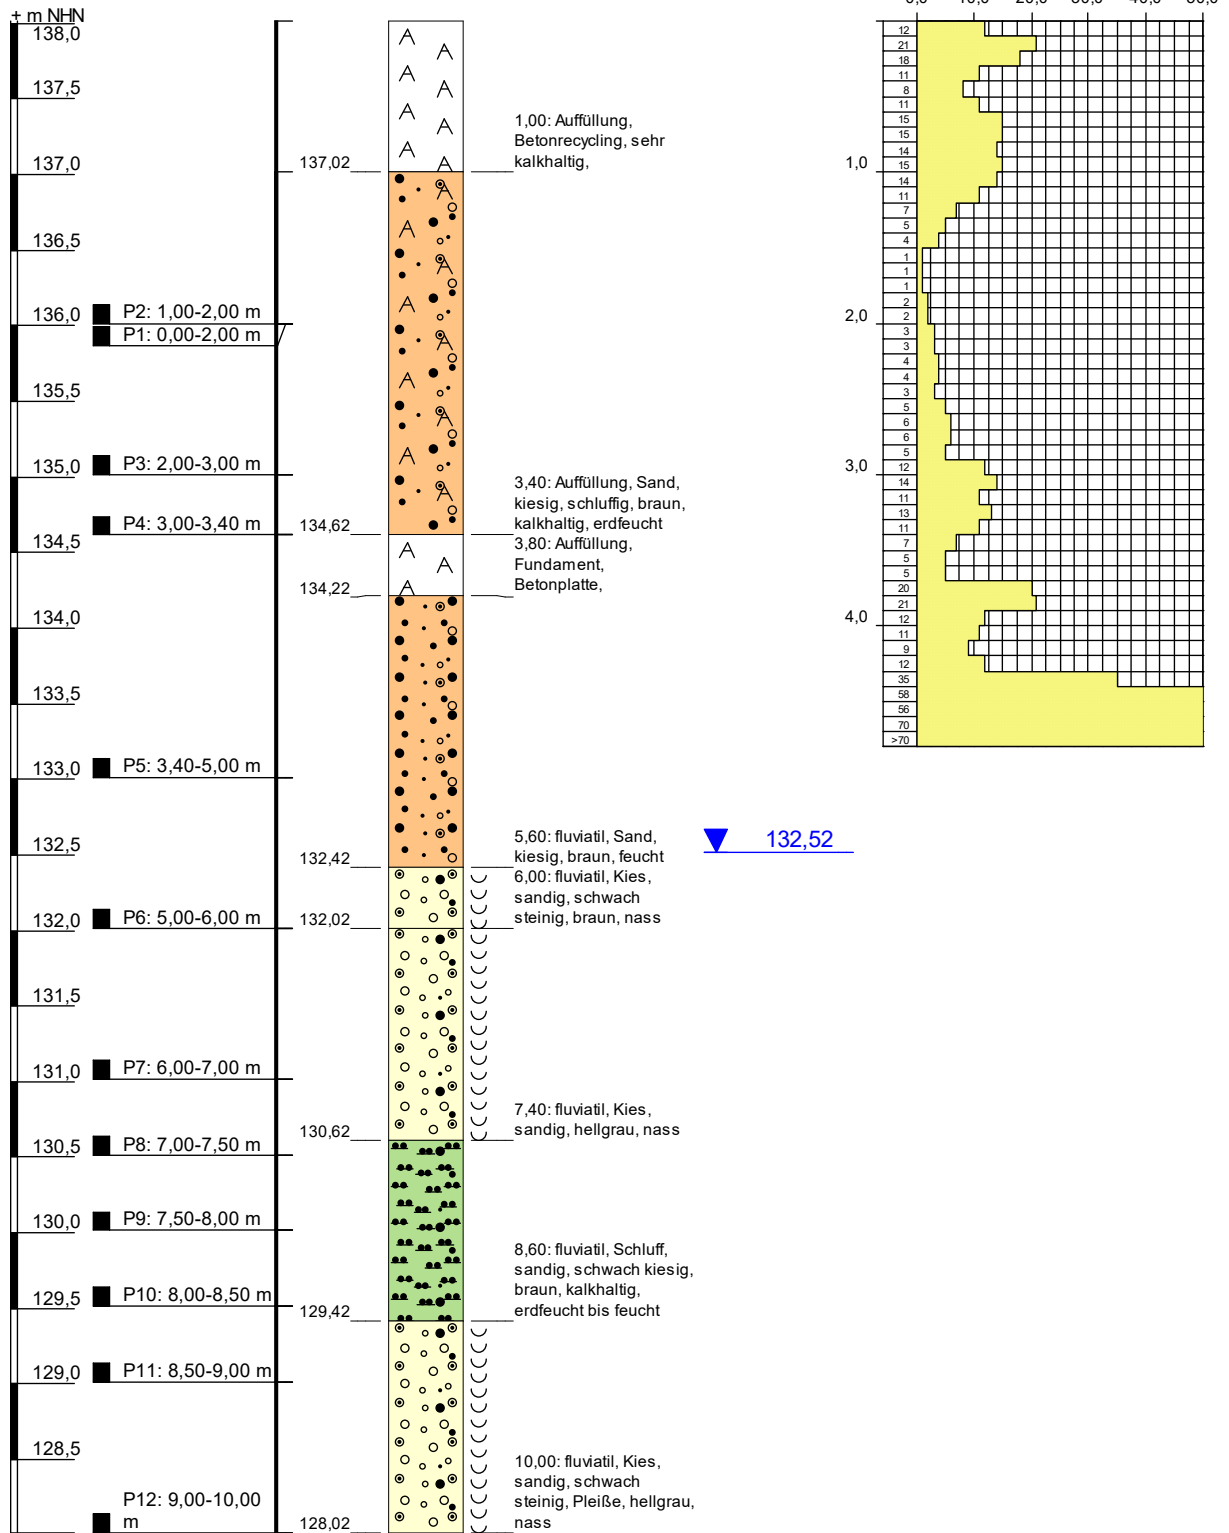 + m NHN
138,0
137,5
137,0
136,5
136,0
135,5
135,0
134,5
134,0
133,5
133,0
132,5
132,0
131,5
131,0
130,5
130,0
129,5
129,0
128,5
P2: 1,00-2,00 m
P1: 0,00-2,00 m
P3: 2,00-3,00 m
P4: 3,00-3,40 m
P5: 3,40-5,00 m
P6: 5,00-6,00 m
P7: 6,00-7,00 m
P8: 7,00-7,50 m
P9: 7,50-8,00 m
P10: 8,00-8,50 m
P11: 8,50-9,00 m
P12: 9,00-10,00
m
137,02
134,62
134,22
132,42
132,02
130,62
129,42
128,02
1,00: Auffüllung,
Betonrecycling, sehr
kalkhaltig,
3,40: Auffüllung, Sand,
kiesig, schluffig, braun,
kalkhaltig, erdfeucht
3,80: Auffüllung,
Fundament,
Betonplatte,
5,60: fluviatil, Sand,
kiesig, braun, feucht
6,00: fluviatil, Kies,
sandig, schwach
steinig, braun, nass
7,40: fluviatil, Kies,
sandig, hellgrau, nass
8,60: fluviatil, Schluff,
sandig, schwach kiesig,
braun, kalkhaltig,
erdfeucht bis feucht
10,00: fluviatil, Kies,
sandig, schwach
steinig, Pleiße, hellgrau,
nass
132,52
1,0
2,0
3,0
4,0
12
21
18
11
8
11
15
15
14
15
14
11
7
5
4
1
1
1
2
2
3
3
4
4
3
5
6
6
5
12
14
11
13
11
7
5
5
20
21
12
11
9
12
35
58
56
70
>70